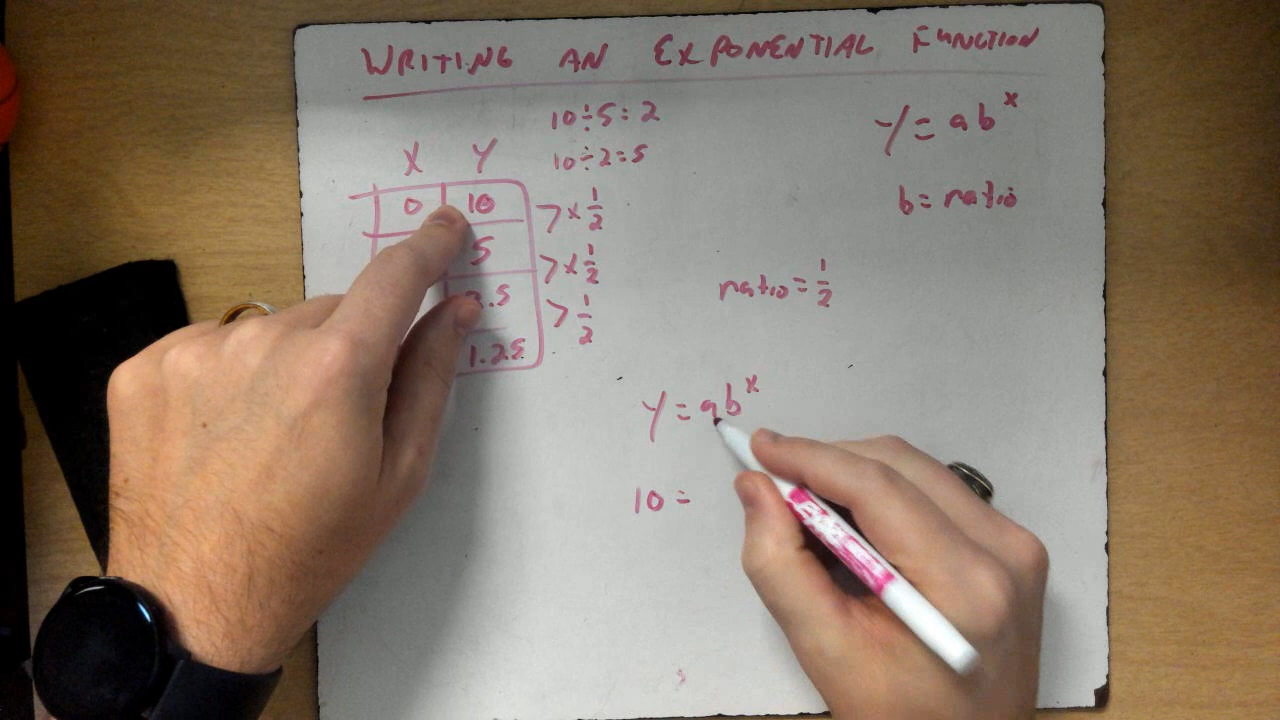 WRITING AN EXPONENTIAL FUNCTION
10÷5=2
10÷2=5
y=ab^x
b=ratio
X Y
0 10
5
.5
1.25
>×1/2
>×1/2
>1/2
ratio=1/2
y=ab^x
10=